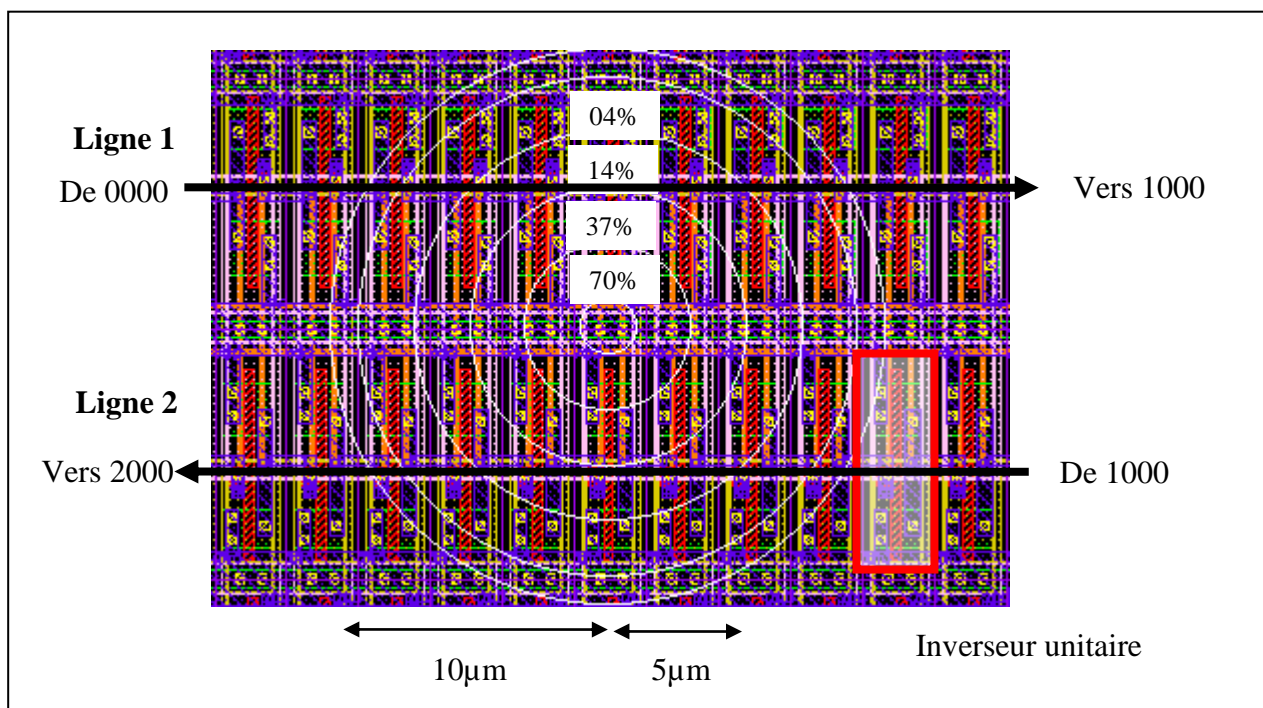 04%
Ligne 1
14%
De 0000
Vers 1000
37%
70%
Ligne 2
Vers 2000
De 1000
Inverseur unitaire
10µm
5µm